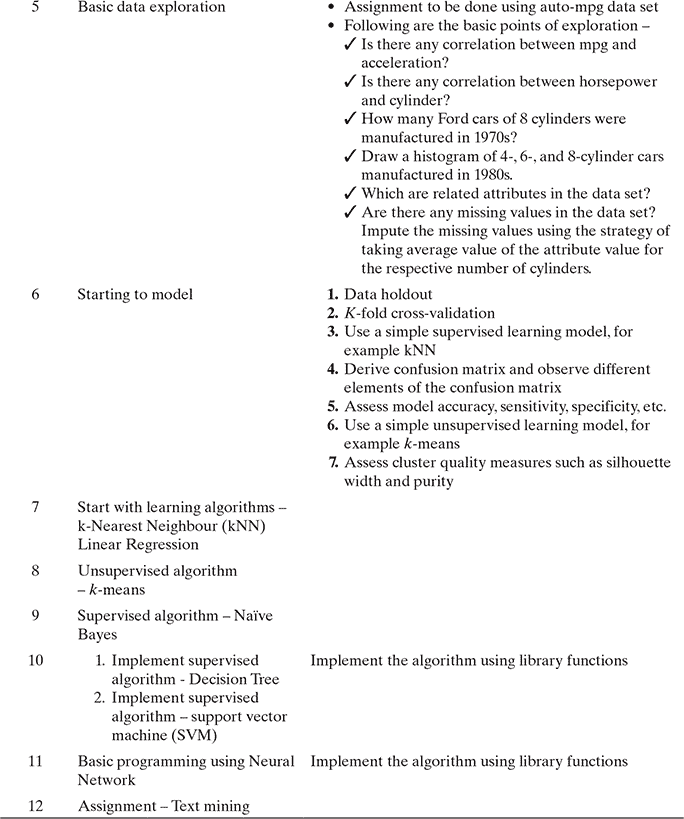 5 Basic data exploration • Assignment to be done using auto-mpg data set
• Following are the basic points of exploration –
✓ Is there any correlation between mpg and
acceleration?
✓ Is there any correlation between horsepower
and cylinder?
✓ How many Ford cars of 8 cylinders were
manufactured in 1970s?
✓ Draw a histogram of 4-, 6-, and 8-cylinder cars
manufactured in 1980s.
✓ Which are related attributes in the data set?
✓ Are there any missing values in the data set?
Impute the missing values using the strategy of
taking average value of the attribute value for
the respective number of cylinders.
6 Starting to model 1. Data holdout
2. K-fold cross-validation
3. Use a simple supervised learning model, for
example kNN
4. Derive confusion matrix and observe different
elements of the confusion matrix
5. Assess model accuracy, sensitivity, specificity, etc.
6. Use a simple unsupervised learning model, for
example k-means
7. Assess cluster quality measures such as silhouette
width and purity
7 Start with learning algorithms –
k-Nearest Neighbour (kNN)
Linear Regression
8 Unsupervised algorithm
– k-means
9 Supervised algorithm – Naïve
Bayes
10 1. Implement supervised Implement the algorithm using library functions
algorithm - Decision Tree
2. Implement supervised
algorithm – support vector
machine (SVM)
11 Basic programming using Neural Implement the algorithm using library functions
Network
12 Assignment – Text mining